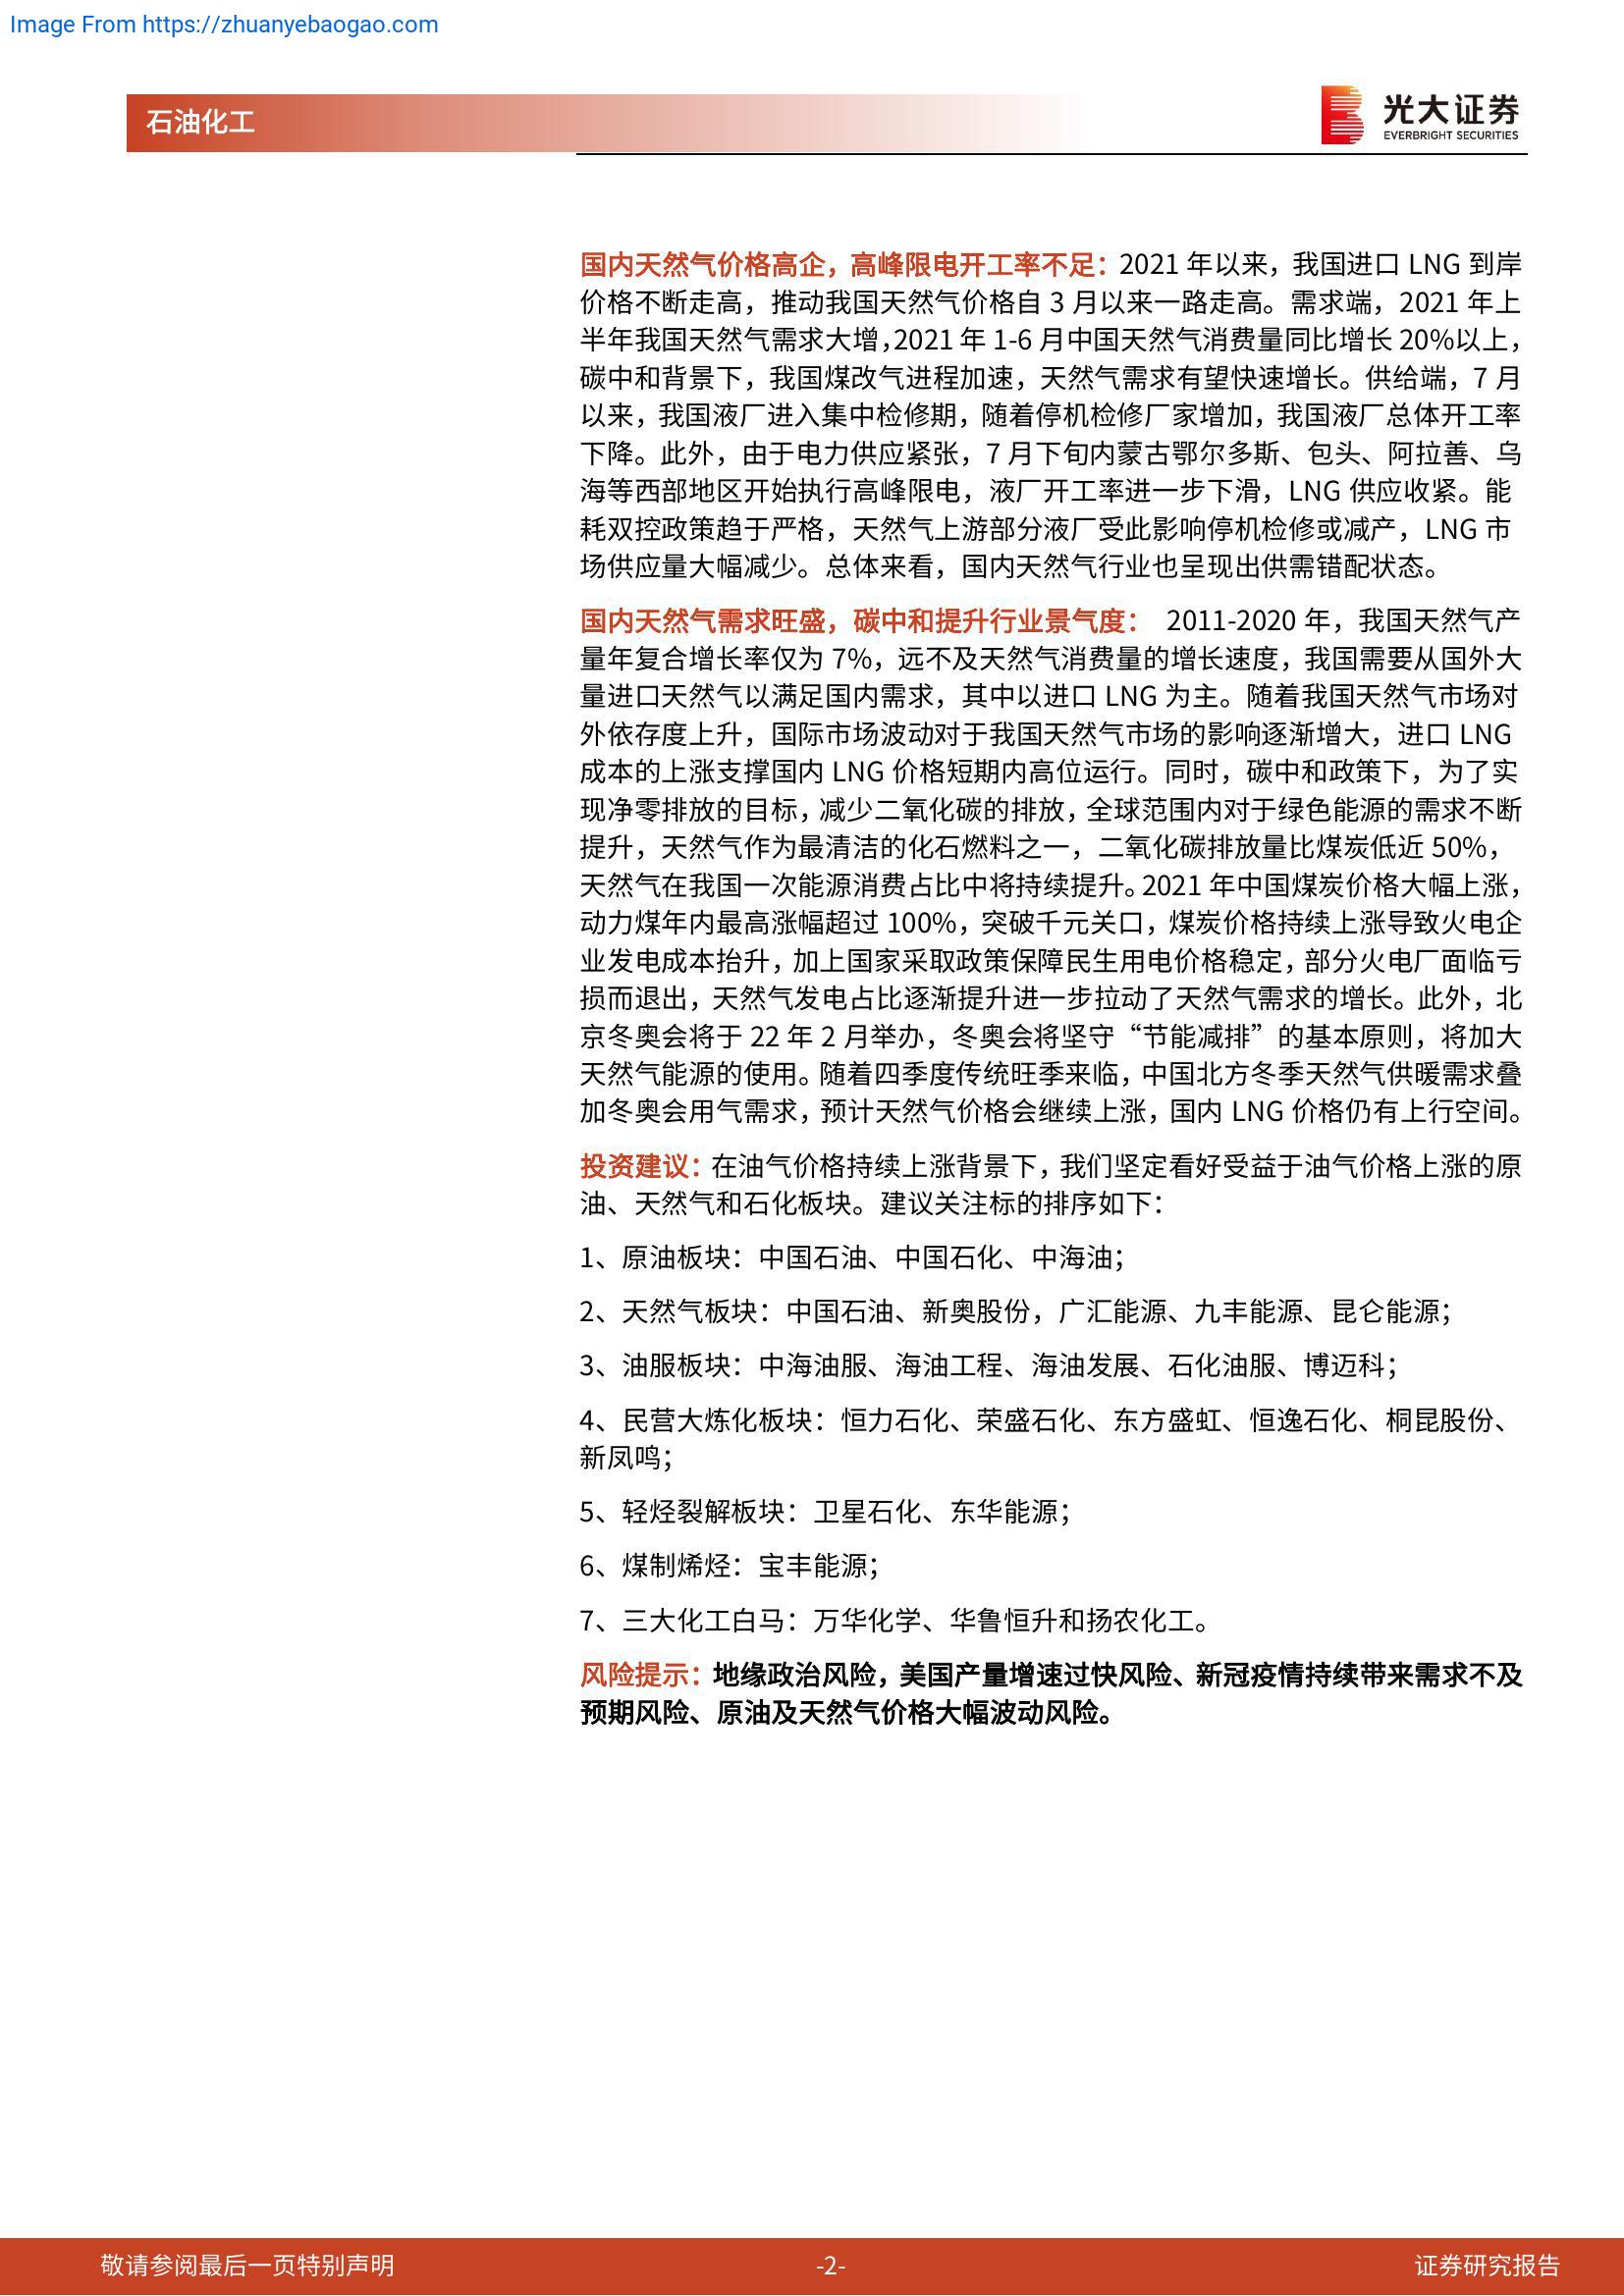 Image From https://zhuanyebaogao.com
石油化工
光大证券
EVERBRIGHT SECURITIES
国内天然气价格高企，高峰限电开工率不足：2021 年以来，我国进口 LNG 到岸
价格不断走高，推动我国天然气价格自 3 月以来一路走高。需求端，2021 年上
半年我国天然气需求大增，2021 年 1-6 月中国天然气消费量同比增长 20%以上，
碳中和背景下，我国煤改气进程加速，天然气需求有望快速增长。供给端，7 月
以来，我国液厂进入集中检修期，随着停机检修厂家增加，我国液厂总体开工率
下降。此外，由于电力供应紧张，7 月下旬内蒙古鄂尔多斯、包头、阿拉善、乌
海等西部地区开始执行高峰限电，液厂开工率进一步下滑，LNG 供应收紧。能
耗双控政策趋于严格，天然气上游部分液厂受此影响停机检修或减产，LNG 市
场供应量大幅减少。总体来看，国内天然气行业也呈现出供需错配状态。
国内天然气需求旺盛，碳中和提升行业景气度： 2011-2020 年，我国天然气产
量年复合增长率仅为 7%，远不及天然气消费量的增长速度，我国需要从国外大
量进口天然气以满足国内需求，其中以进口 LNG 为主。随着我国天然气市场对
外依存度上升，国际市场波动对于我国天然气市场的影响逐渐增大，进口 LNG
成本的上涨支撑国内 LNG 价格短期内高位运行。同时，碳中和政策下，为了实
现净零排放的目标，减少二氧化碳的排放，全球范围内对于绿色能源的需求不断
提升，天然气作为最清洁的化石燃料之一，二氧化碳排放量比煤炭低近 50%，
天然气在我国一次能源消费占比中将持续提升。2021 年中国煤炭价格大幅上涨，
动力煤年内最高涨幅超过 100%，突破千元关口，煤炭价格持续上涨导致火电企
业发电成本抬升，加上国家采取政策保障民生用电价格稳定，部分火电厂面临亏
损而退出，天然气发电占比逐渐提升进一步拉动了天然气需求的增长。此外，北
京冬奥会将于 22 年 2 月举办，冬奥会将坚守“节能减排”的基本原则，将加大
天然气能源的使用。随着四季度传统旺季来临，中国北方冬季天然气供暖需求叠
加冬奥会用气需求，预计天然气价格会继续上涨，国内 LNG 价格仍有上行空间。
投资建议：在油气价格持续上涨背景下，我们坚定看好受益于油气价格上涨的原
油、天然气和石化板块。建议关注标的排序如下：
1、原油板块：中国石油、中国石化、中海油；
2、天然气板块：中国石油、新奥股份，广汇能源、九丰能源、昆仑能源；
3、油服板块：中海油服、海油工程、海油发展、石化油服、博迈科；
4、民营大炼化板块：恒力石化、荣盛石化、东方盛虹、恒逸石化、桐昆股份、
新凤鸣；
5、轻烃裂解板块：卫星石化、东华能源；
6、煤制烯烃：宝丰能源；
7、三大化工白马：万华化学、华鲁恒升和扬农化工。
风险提示：地缘政治风险，美国产量增速过快风险、新冠疫情持续带来需求不及
预期风险、原油及天然气价格大幅波动风险。
敬请参阅最后一页特别声明
-2-
证券研究报告